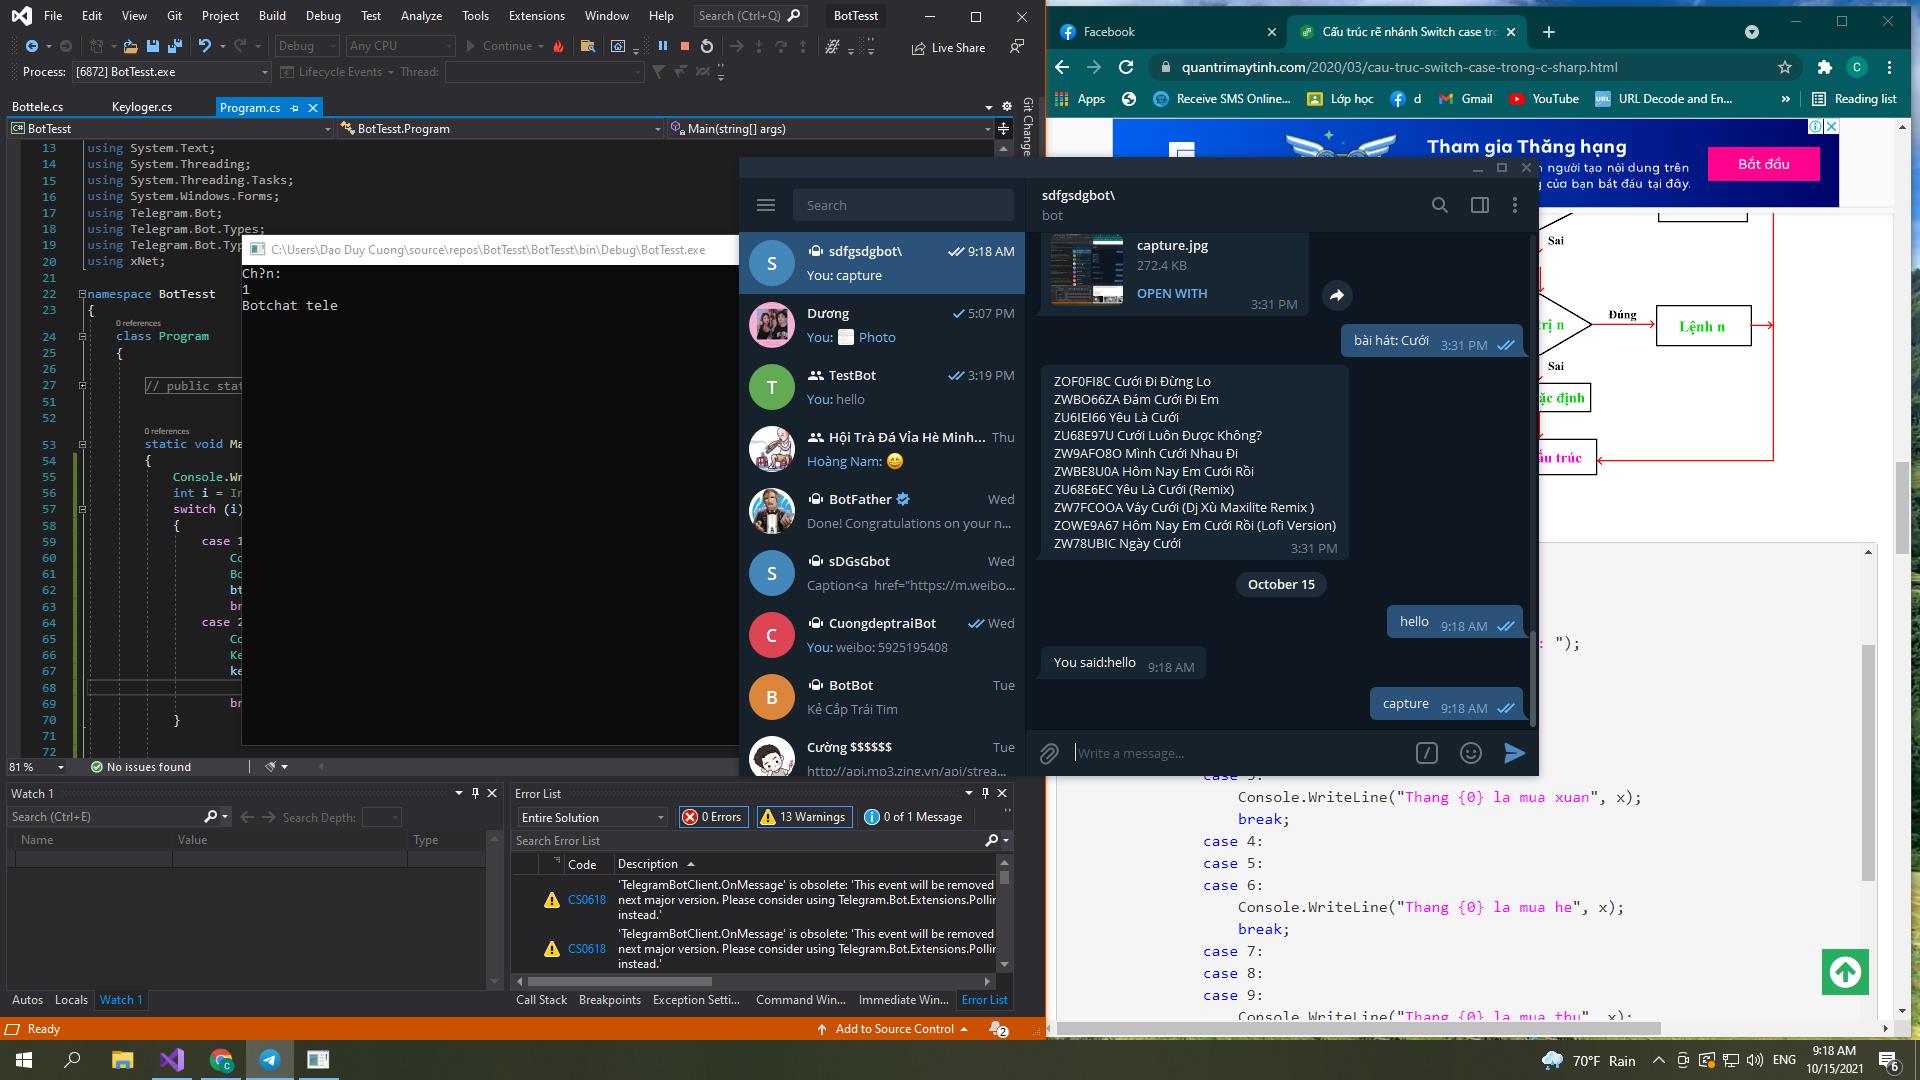 File Edit View Git Project Build Debug Test Analyze Tools Extensions Window Help Search (Ctrl+Q) BotTesst
Debug Any CPU Continue Live Share
Process: [6872] BotTesst.exe Lifecycle Events Thread:
Bottele.cs Keyloger.cs Program.cs
BotTesst BotTesst.Program Main(string[] args)
Git Change
13 using System.Text;
14 using System.Threading;
15 using System.Threading.Tasks;
16 using System.Windows.Forms;
17 using Telegram.Bot;
18 using Telegram.Bot.Types;
19 using Telegram.Bot.Typ
20 using xNet;
21
22 namespace BotTesst
23 {
0 references
24 class Program
25 {
26
27 // public stat
51
52
0 references
53 static void Ma
54 {
55 Console.Wr
56 int i = In
57 switch (i)
58 {
59 case 1
60 Co
61 Bo
62 bt
63 br
64 case 2
65 Co
66 Ke
67 ke
68
69 br
70 }
71
72
81 % No issues found
C:\Users\Dao Duy Cuong\source\repos\BotTesst\BotTesst\bin\Debug\BotTesst.exe
Ch?n:
1
Botchat tele
Watch 1
Search (Ctrl+E) Search Depth:
Name Value Type
Autos Locals Watch 1
Error List
Entire Solution 0 Errors 13 Warnings 0 of 1 Message
Search Error List
Code Description
CS0618 'TelegramBotClient.OnMessage' is obsolete: 'This event will be removed
next major version. Please consider using Telegram.Bot.Extensions.Pollin
instead.'
CS0618 'TelegramBotClient.OnMessage' is obsolete: 'This event will be removed
next major version. Please consider using Telegram.Bot.Extensions.Pollin
instead.'
Call Stack Breakpoints Exception Setti... Command Win... Immediate Win... Error List
Ready Add to Source Control 2
Search
S sdfgsdgbot\ 9:18 AM
You: capture
Dương 5:07 PM
You: Photo
T TestBot 3:19 PM
You: hello
Hội Trà Đá Vỉa Hè Minh... Thu
Hoàng Nam: 😊
BotFather Wed
Done! Congratulations on your n...
S sDGsGbot Wed
Caption<a href="https://m.weibo...
C CuongdeptraiBot Wed
You: weibo: 5925195408
B BotBot Tue
Kẻ Cắp Trái Tim
Cường $$$$$$ Tue
http://api.mp3.zing.vn/api/strea...
sdfgsdgbot\
bot
capture.jpg
272.4 KB
OPEN WITH 3:31 PM
bài hát: Cưới 3:31 PM
ZOF0FI8C Cưới Đi Đừng Lo
ZWBO66ZA Đám Cưới Đi Em
ZU6IEI66 Yêu Là Cưới
ZU68E97U Cưới Luôn Được Không?
ZW9AFO8O Mình Cưới Nhau Đi
ZWBE8U0A Hôm Nay Em Cưới Rồi
ZU68E6EC Yêu Là Cưới (Remix)
ZW7FCOOA Váy Cưới (Dj Xù Maxilite Remix )
ZOWE9A67 Hôm Nay Em Cưới Rồi (Lofi Version)
ZW78UBIC Ngày Cưới 3:31 PM
October 15
hello 9:18 AM
You said:hello 9:18 AM
capture 9:18 AM
Write a message...
Facebook Cấu trúc rẽ nhánh Switch case tro
quantrimaytinh.com/2020/03/cau-truc-switch-case-trong-c-sharp.html C
Apps Receive SMS Online... Lớp học d Gmail YouTube URL Decode and En... » Reading list
Tham gia Thăng hạng
người tạo nội dung trên
của bạn bắt đầu tại đây.
Bắt đầu
Sai
trị n Đúng Lệnh n
Sai
ặc định
ấu trúc
: ");
case 3:
Console.WriteLine("Thang {0} la mua xuan", x);
break;
case 4:
case 5:
case 6:
Console.WriteLine("Thang {0} la mua he", x);
break;
case 7:
case 8:
case 9:
Console.WriteLine("Thang {0} la mua thu", x);
70°F Rain ENG 9:18 AM
10/15/2021 6